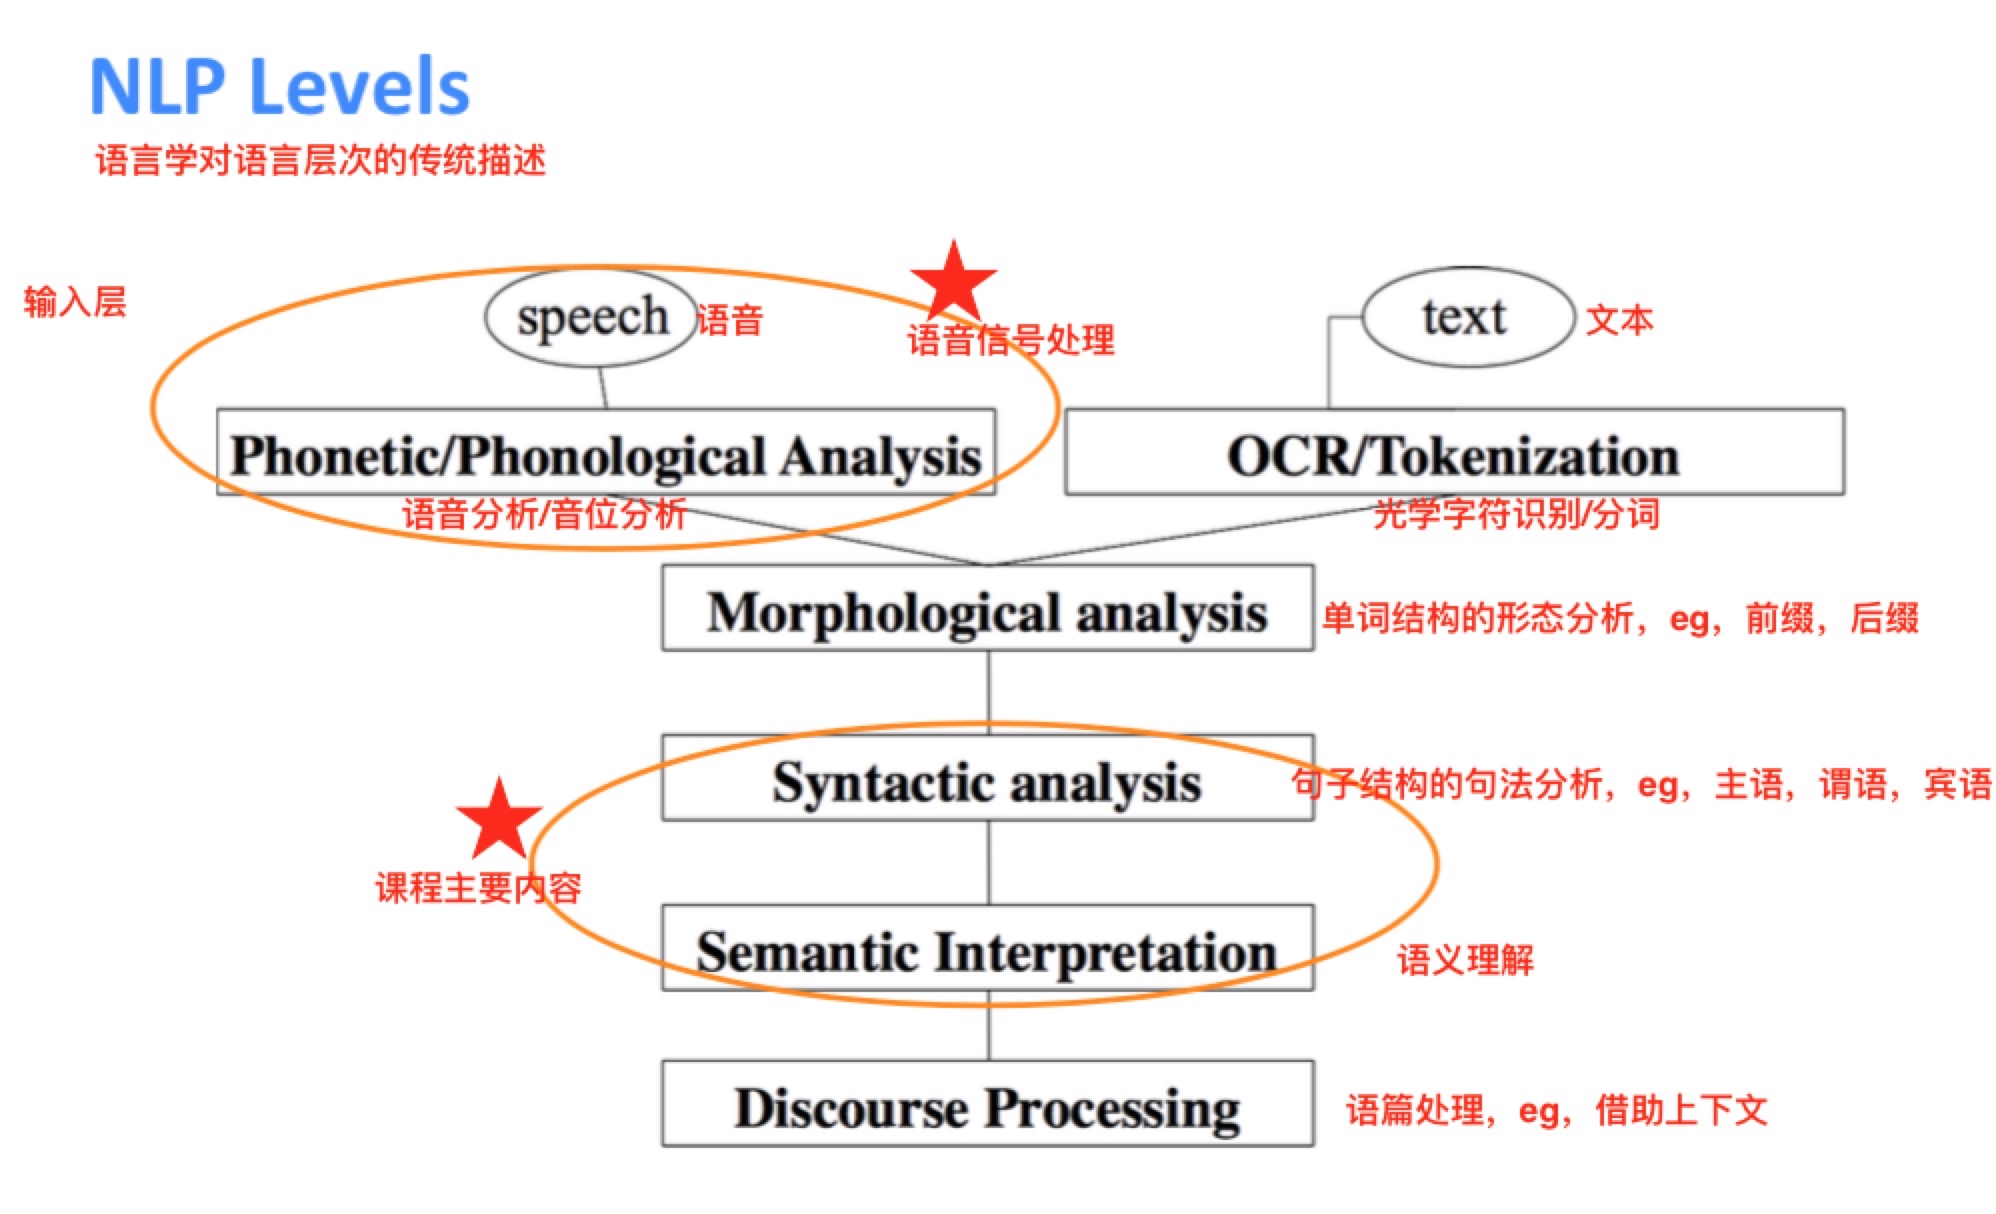 NLP Levels
语言学对语言层次的传统描述
输入层
speech
语音
语音信号处理
text
文本
Phonetic/Phonological Analysis
OCR/Tokenization
语音分析/音位分析
光学字符识别/分词
Morphological analysis
单词结构的形态分析，eg，前缀，后缀
Syntactic analysis
句子结构的句法分析，eg，主语，谓语，宾语
课程主要内容
Semantic Interpretation
语义理解
Discourse Processing
语篇处理，eg，借助上下文